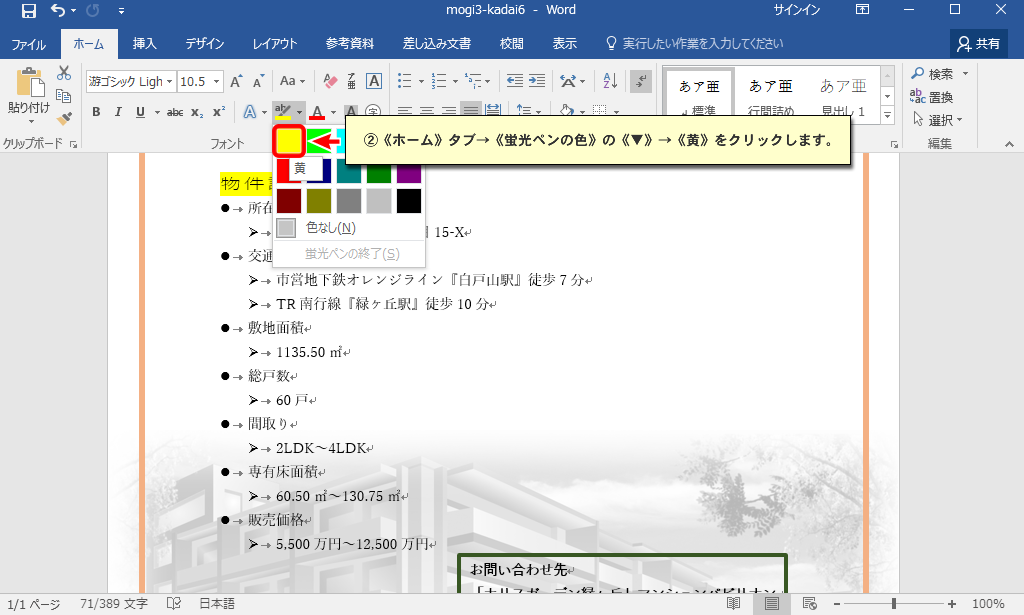 mogi3-kadai6 - Word
サインイン
ファイル
ホーム
挿入
デザイン
レイアウト
参考資料
差し込み文書
校閲
表示
実行したい作業を入力してください
共有
貼り付け
クリップボード
游ゴシック Ligh
10.5
A A Aa
B I U abc x₂ x²
フォント
あア亜
↲標準
あア亜
行間詰め
あア亜
見出し 1
検索
置換
選択
編集
②《ホーム》タブ→《蛍光ペンの色》の《▼》→《黄》をクリックします。
黄
色なし(N)
蛍光ペンの終了(S)
物件
●→所在
➢→ 15-X↵
●→交通
➢→市営地下鉄オレンジライン『白戸山駅』徒歩 7 分↵
➢→TR 南行線『緑ヶ丘駅』徒歩 10 分↵
●→敷地面積↵
➢→1135.50 ㎡↵
●→総戸数↵
➢→60 戸↵
●→間取り↵
➢→2LDK～4LDK↵
●→専有床面積↵
➢→60.50 ㎡～130.75 ㎡↵
●→販売価格↵
➢→5,500 万円～12,500 万円↵
お問い合わせ先↵
1/1 ページ
71/389 文字
日本語
100%